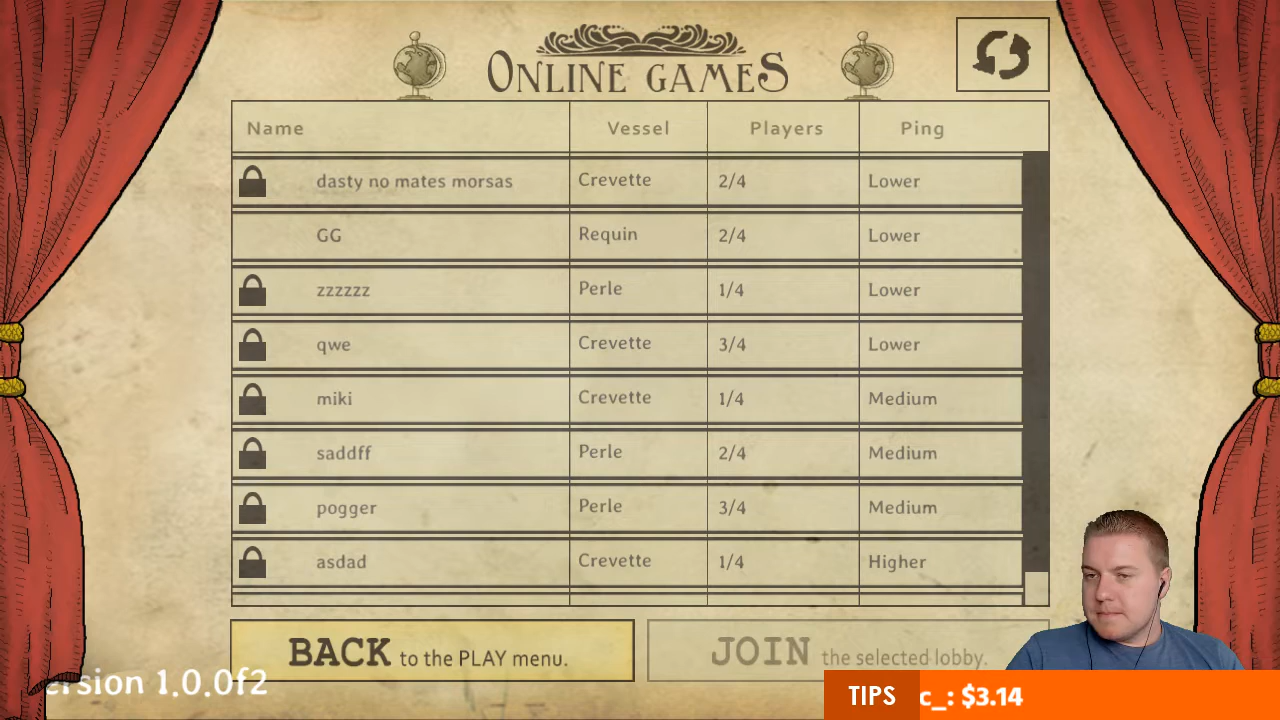 ONLINE GAMES
Name Vessel Players Ping
dasty no mates morsas Crevette 2/4 Lower
GG Requin 2/4 Lower
zzzzzz Perle 1/4 Lower
qwe Crevette 3/4 Lower
miki Crevette 1/4 Medium
saddff Perle 2/4 Medium
pogger Perle 3/4 Medium
asdad Crevette 1/4 Higher
BACK to the PLAY menu. JOIN the selected lobby.
ersion 1.0.0f2
TIPS c_: $3.14